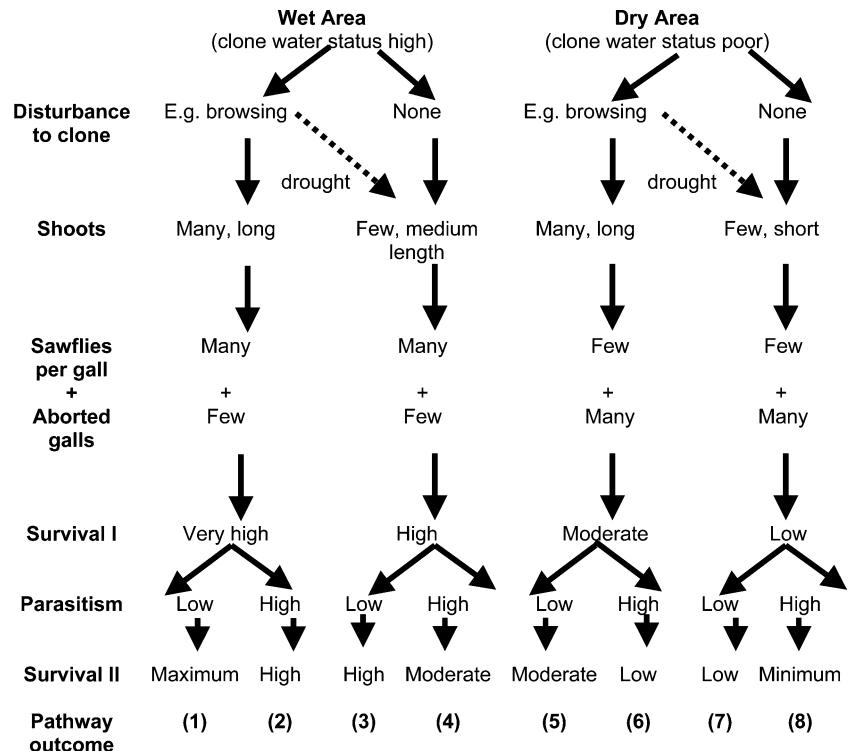 Wet Area
Dry Area
(clone water status high)
(clone water status poor)
Disturbance
to clone
E.g. browsing
None
E.g. browsing
None
drought
drought
Shoots
Many, long
Few, medium
length
Many, long
Few, short
Sawflies
per gall
+
Aborted
galls
Many
Many
Few
Few
+
+
+
+
Few
Few
Many
Many
Survival I
Very high
High
Moderate
Low
Parasitism
Low
High
Low
High
Low
High
Low
High
Survival II
Maximum
High
High
Moderate
Moderate
Low
Low
Minimum
Pathway
outcome
(1)
(2)
(3)
(4)
(5)
(6)
(7)
(8)